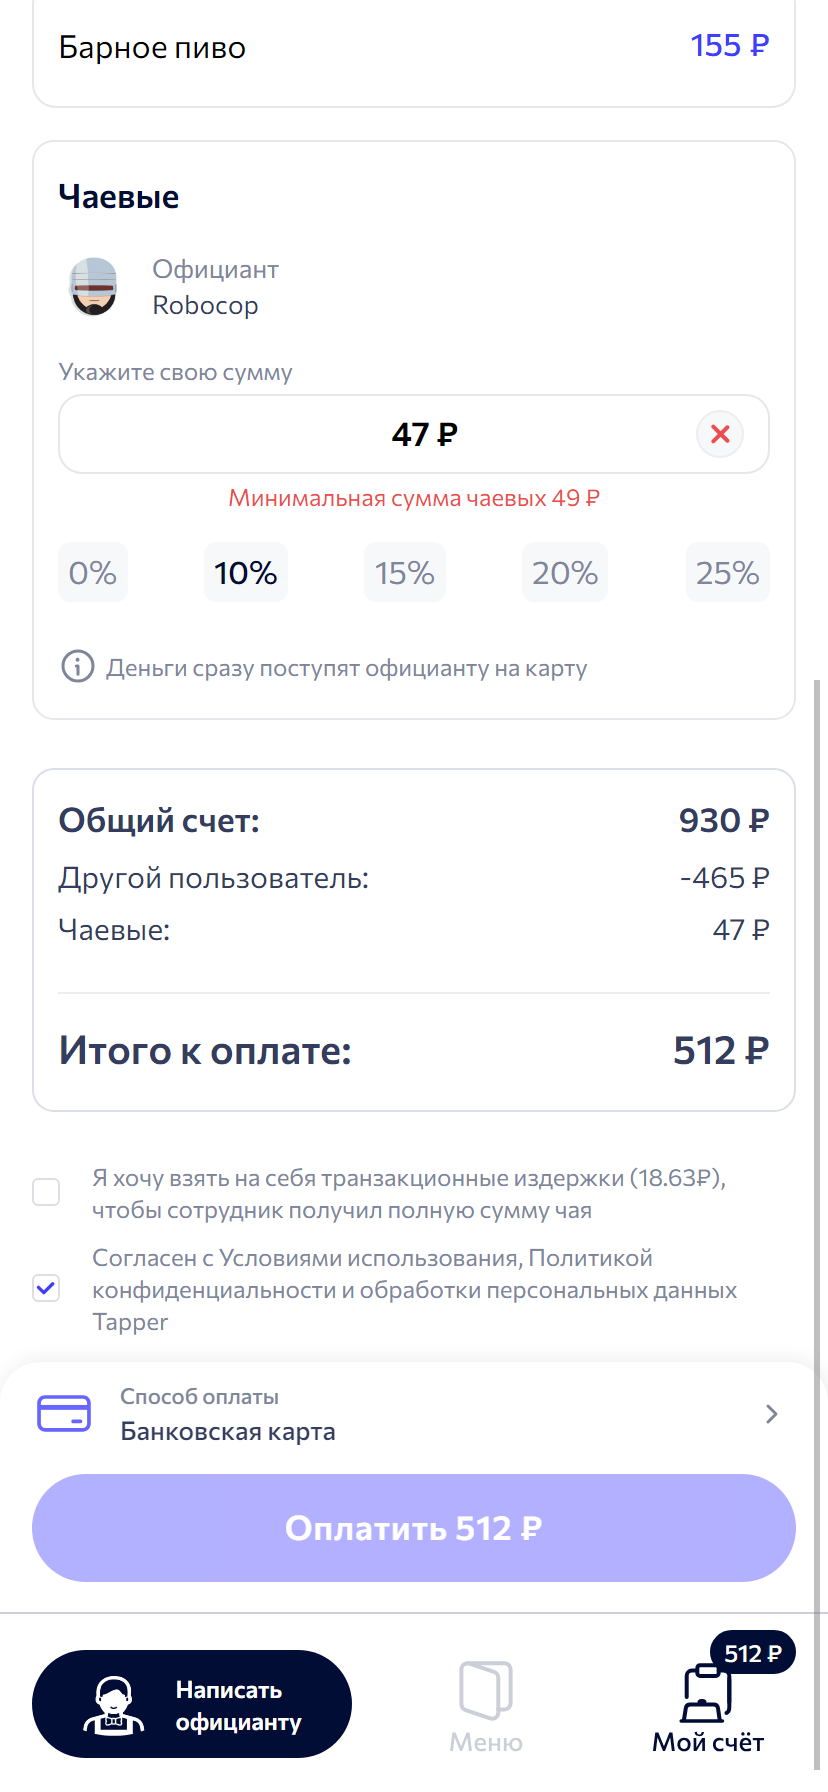 Барное пиво 155 ₽
Чаевые
Официант
Robocop
Укажите свою сумму
47 ₽
Минимальная сумма чаевых 49 ₽
0% 10% 15% 20% 25%
Деньги сразу поступят официанту на карту
Общий счет: 930 ₽
Другой пользователь: -465 ₽
Чаевые: 47 ₽
Итого к оплате: 512 ₽
Я хочу взять на себя транзакционные издержки (18.63₽),
чтобы сотрудник получил полную сумму чая
Согласен с Условиями использования, Политикой
конфиденциальности и обработки персональных данных
Tapper
Способ оплаты
Банковская карта
Оплатить 512 ₽
512 ₽
Написать
официанту
Меню
Мой счёт